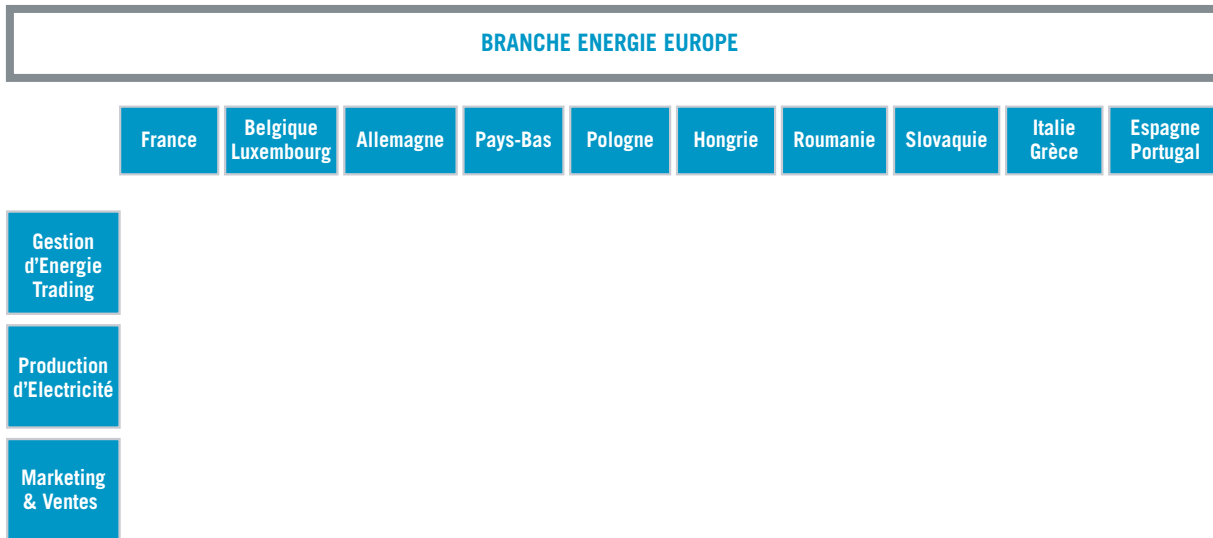 BRANCHE ENERGIE EUROPE
France
Belgique
Luxembourg
Allemagne
Pays-Bas
Pologne
Hongrie
Roumanie
Slovaquie
Italie
Grèce
Espagne
Portugal
Gestion
d'Energie
Trading
Production
d'Electricité
Marketing
& Ventes